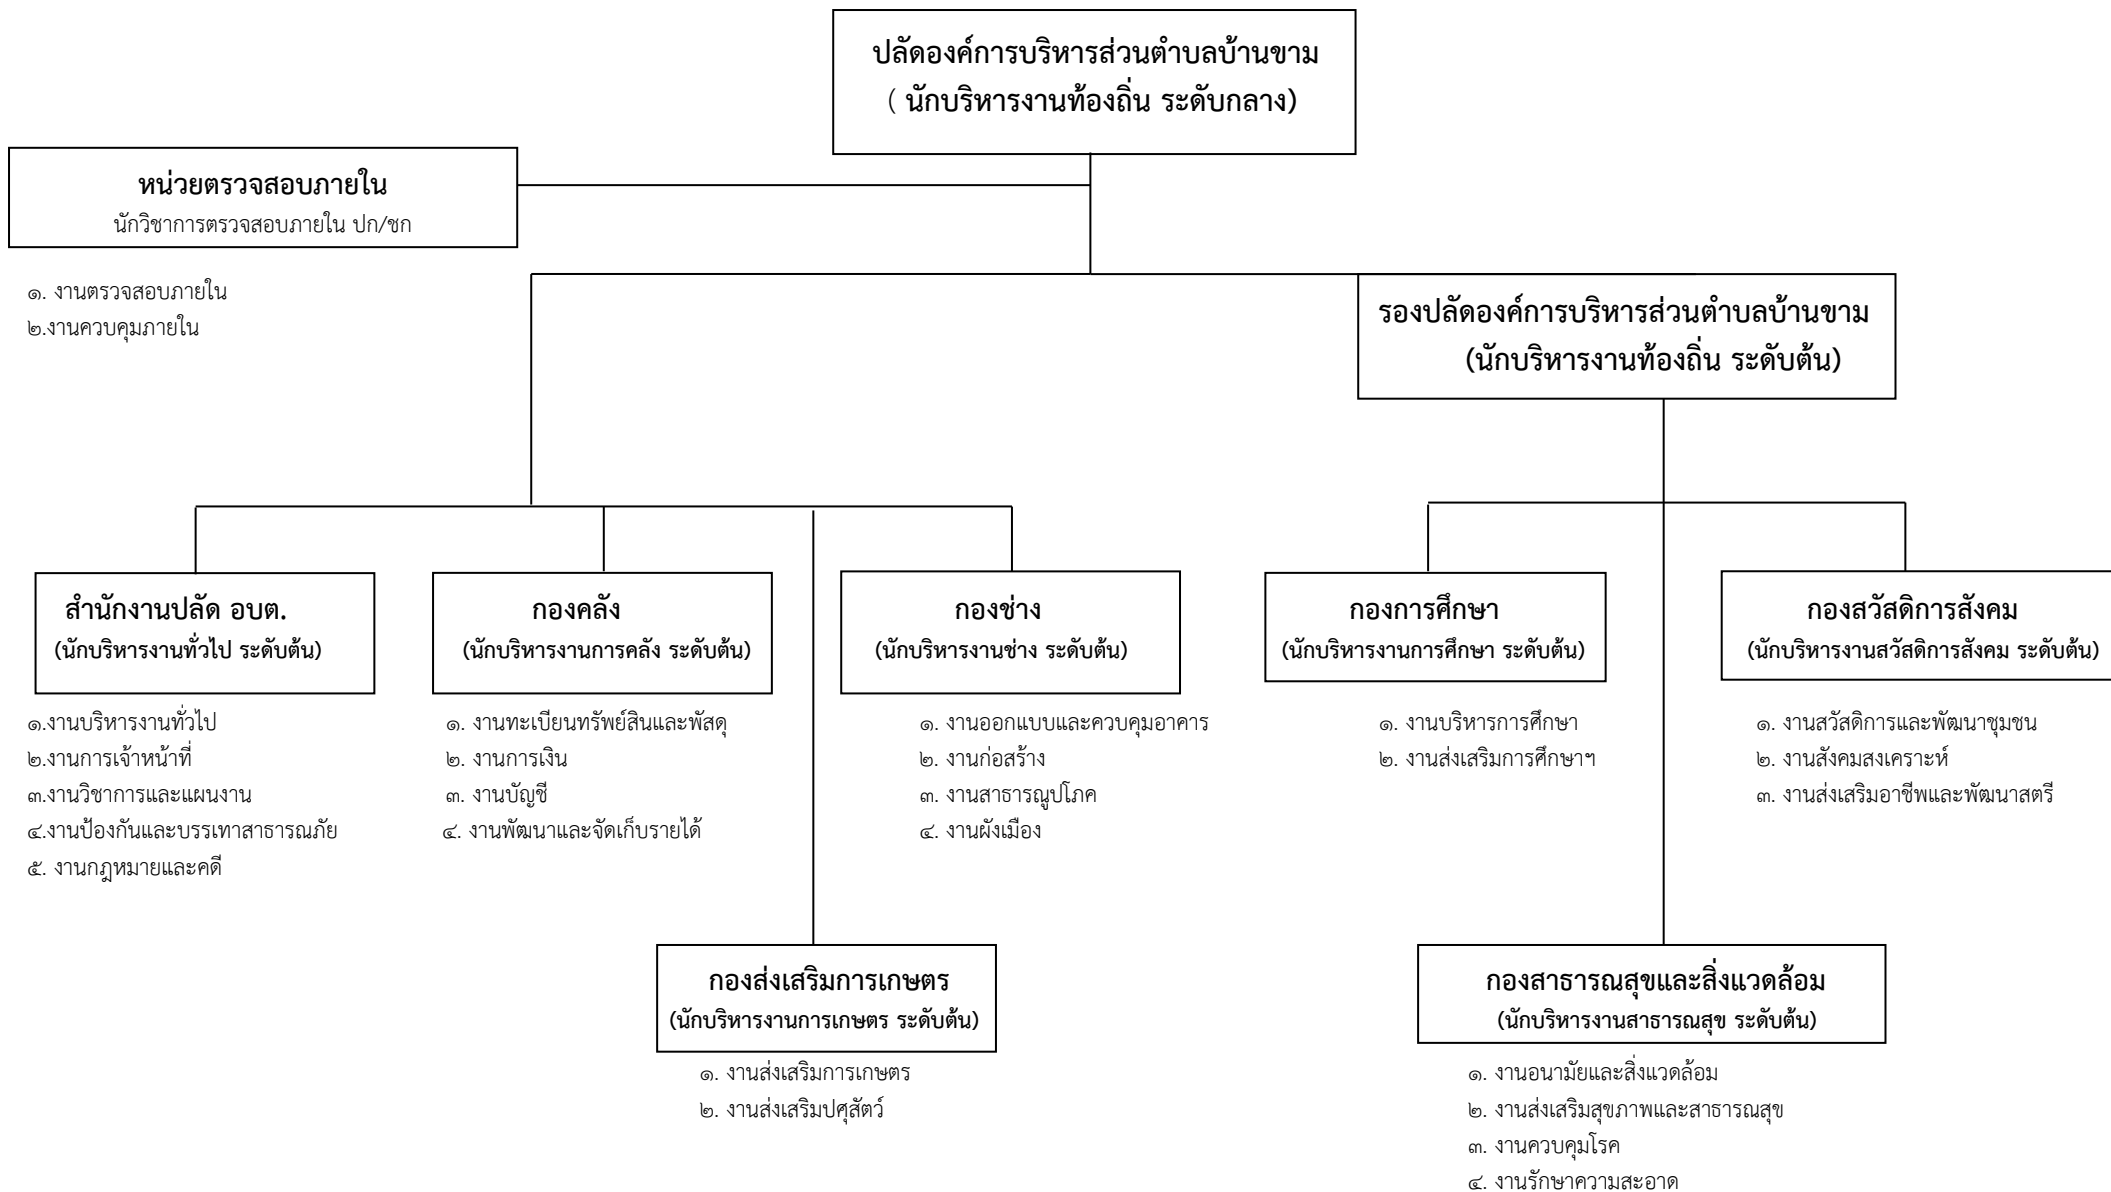 ปลัดองค์การบริหารส่วนตำบลบ้านขาม
( นักบริหารงานท้องถิ่น ระดับกลาง)
หน่วยตรวจสอบภายใน
นักวิชาการตรวจสอบภายใน ปก/ชก
๑. งานตรวจสอบภายใน
๒.งานควบคุมภายใน
รองปลัดองค์การบริหารส่วนตำบลบ้านขาม
(นักบริหารงานท้องถิ่น ระดับต้น)
สำนักงานปลัด อบต.
(นักบริหารงานทั่วไป ระดับต้น)
๑.งานบริหารงานทั่วไป
๒.งานการเจ้าหน้าที่
๓.งานวิชาการและแผนงาน
๔.งานป้องกันและบรรเทาสาธารณภัย
๕. งานกฎหมายและคดี
กองคลัง
(นักบริหารงานการคลัง ระดับต้น)
๑. งานทะเบียนทรัพย์สินและพัสดุ
๒. งานการเงิน
๓. งานบัญชี
๔. งานพัฒนาและจัดเก็บรายได้
กองช่าง
(นักบริหารงานช่าง ระดับต้น)
๑. งานออกแบบและควบคุมอาคาร
๒. งานก่อสร้าง
๓. งานสาธารณูปโภค
๔. งานผังเมือง
กองการศึกษา
(นักบริหารงานการศึกษา ระดับต้น)
๑. งานบริหารการศึกษา
๒. งานส่งเสริมการศึกษาฯ
กองสวัสดิการสังคม
(นักบริหารงานสวัสดิการสังคม ระดับต้น)
๑. งานสวัสดิการและพัฒนาชุมชน
๒. งานสังคมสงเคราะห์
๓. งานส่งเสริมอาชีพและพัฒนาสตรี
กองส่งเสริมการเกษตร
(นักบริหารงานการเกษตร ระดับต้น)
๑. งานส่งเสริมการเกษตร
๒. งานส่งเสริมปศุสัตว์
กองสาธารณสุขและสิ่งแวดล้อม
(นักบริหารงานสาธารณสุข ระดับต้น)
๑. งานอนามัยและสิ่งแวดล้อม
๒. งานส่งเสริมสุขภาพและสาธารณสุข
๓. งานควบคุมโรค
๔. งานรักษาความสะอาด